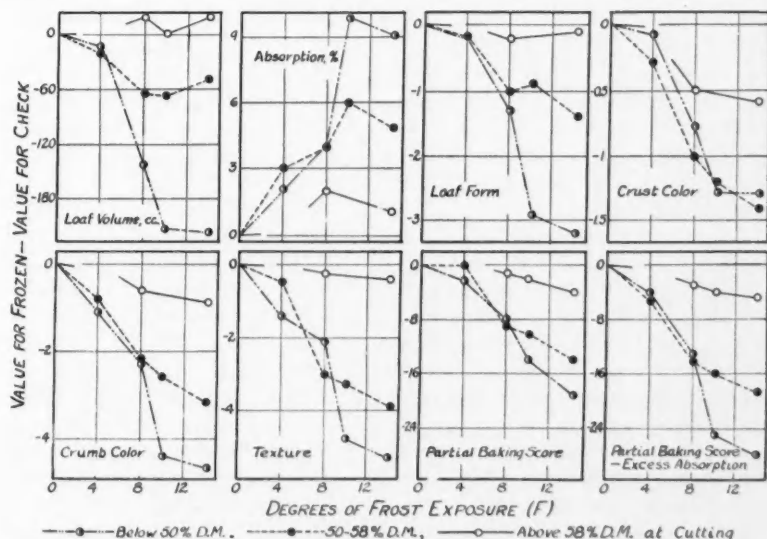 VALUE FOR FROZEN – VALUE FOR CHECK
0
-60
-120
-180
Loaf Volume, cc.
9
6
3
0
Absorption, %
0
-1
-2
-3
Loaf Form
0
-0.5
-1
-1.5
Crust Color
0
-2
-4
Crumb Color
0 4 8 12
0
-2
-4
Texture
0 4 8 12
0
-8
-16
-24
Partial Baking Score
0 4 8 12
0
-8
-16
-24
Partial Baking Score
– Excess Absorption
0 4 8 12
DEGREES OF FROST EXPOSURE (F)
Below 50% D.M., 50-58% D.M., Above 58% D.M. at Cutting